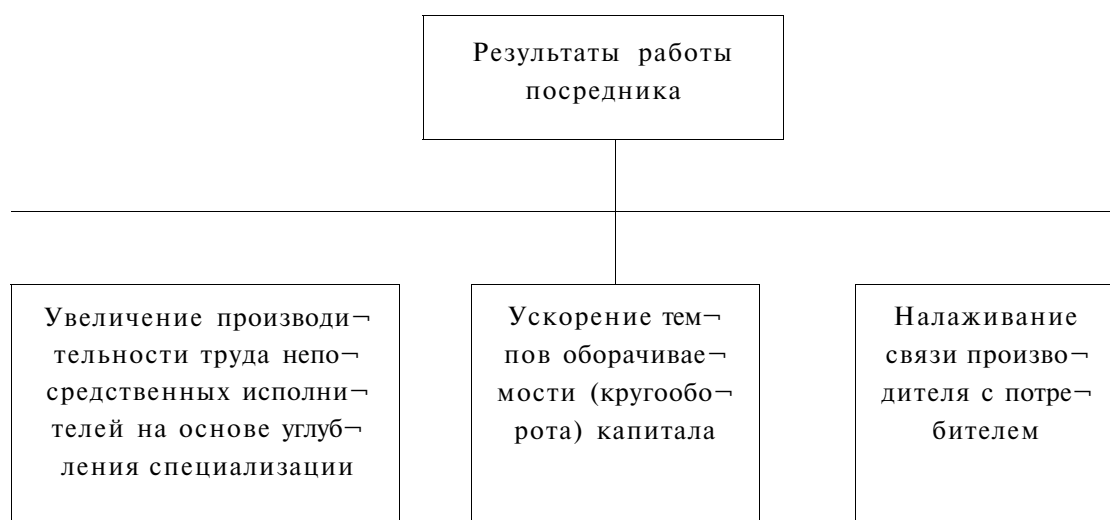 Результаты работы
посредника
Увеличение производи¬
тельности труда непо¬
средственных исполни¬
телей на основе углуб¬
ления специализации
Ускорение тем¬
пов оборачивае¬
мости (кругообо¬
рота) капитала
Налаживание
связи произво¬
дителя с потре¬
бителем